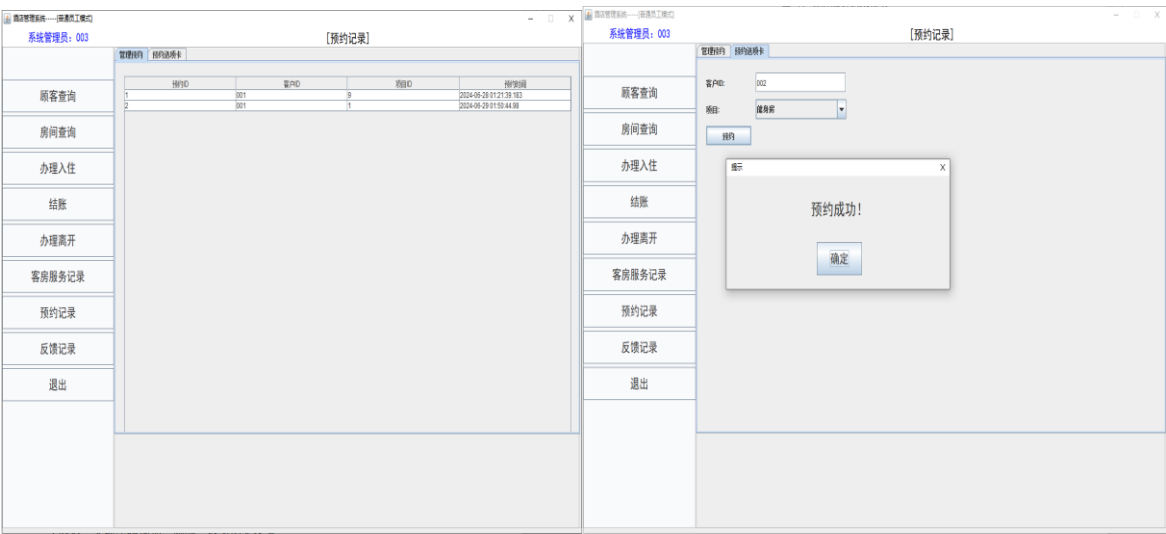 酒店管理系统-----[普通员工模式]
系统管理员：003
[预约记录]
管理预约 预约选项卡
预约ID 客户ID 项目ID 预约时间
1 001 9 2024-06-28 01:21:39.183
2 001 1 2024-06-29 01:50:44.98
顾客查询
房间查询
办理入住
结账
办理离开
客房服务记录
预约记录
反馈记录
退出
酒店管理系统-----[普通员工模式]
系统管理员：003
[预约记录]
管理预约 预约选项卡
客户ID: 002
项目: 健身房
预约
提示 X
预约成功！
确定
顾客查询
房间查询
办理入住
结账
办理离开
客房服务记录
预约记录
反馈记录
退出